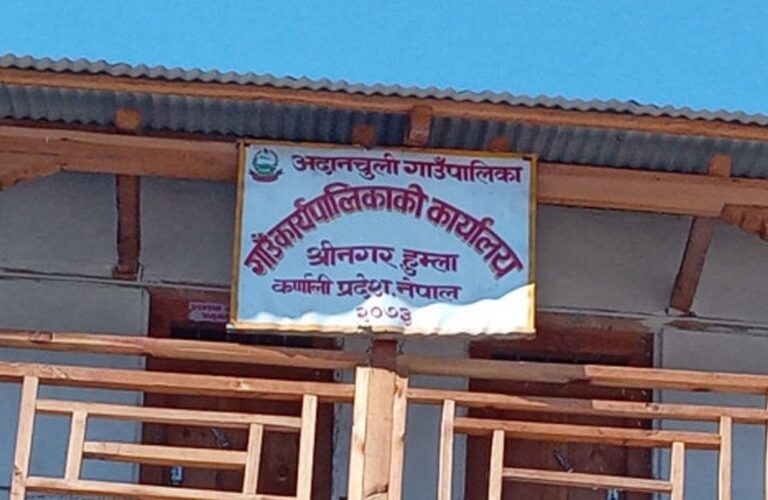 अदानचुली गाउँपालिका
गाउँकार्यपालिकाको कार्यालय
श्रीनगर, हुम्ला
कर्णाली प्रदेश, नेपाल
२०७३